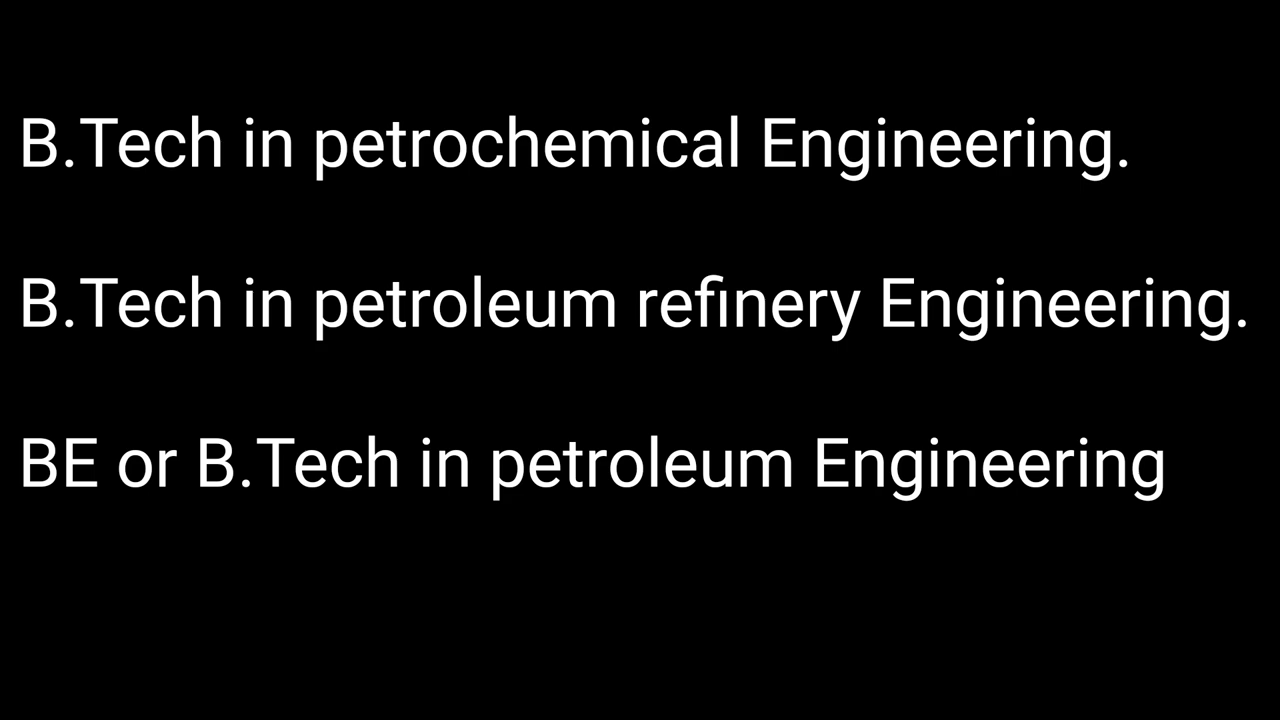 B.Tech in petrochemical Engineering.
B.Tech in petroleum refinery Engineering.
BE or B.Tech in petroleum Engineering